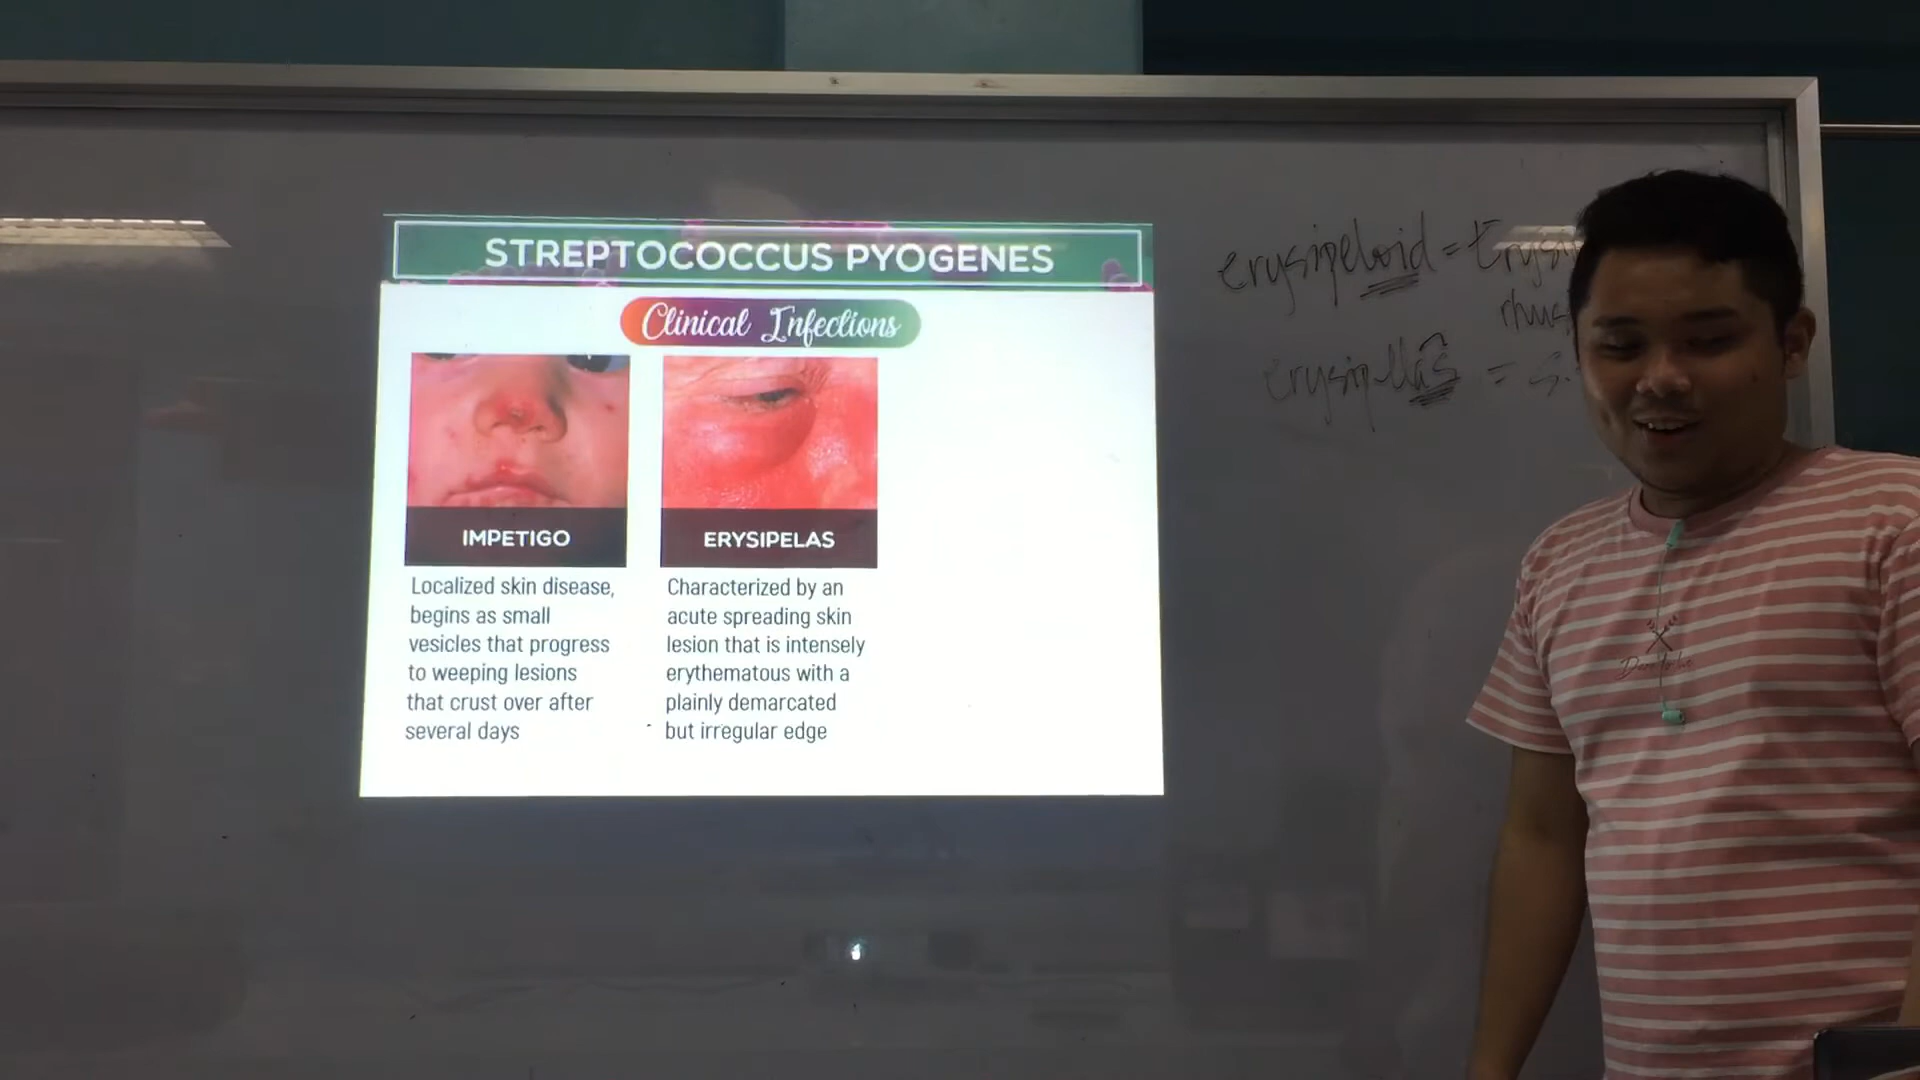 STREPTOCOCCUS PYOGENES
Clinical Infections
IMPETIGO
Localized skin disease,
begins as small
vesicles that progress
to weeping lesions
that crust over after
several days
ERYSIPELAS
Characterized by an
acute spreading skin
lesion that is intensely
erythematous with a
plainly demarcated
but irregular edge
erysipeloid =
erysipellas = S.